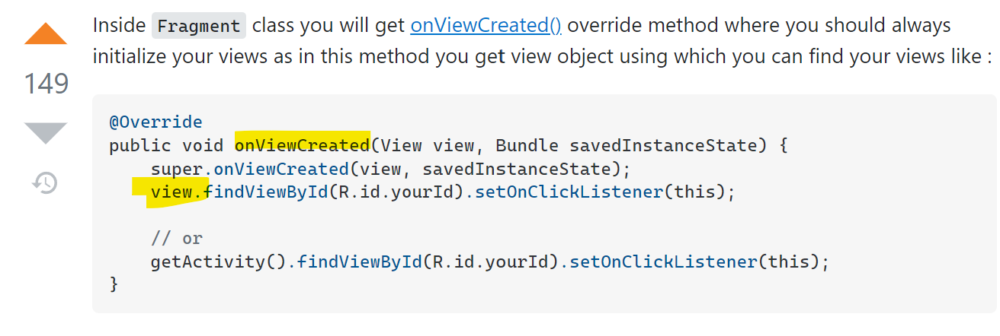 Inside Fragment class you will get onViewCreated() override method where you should always
initialize your views as in this method you get view object using which you can find your views like :
149
@Override
public void onViewCreated(View view, Bundle savedInstanceState) {
    super.onViewCreated(view, savedInstanceState);
    view.findViewById(R.id.yourId).setOnClickListener(this);
    // or
    getActivity().findViewById(R.id.yourId).setOnClickListener(this);
}